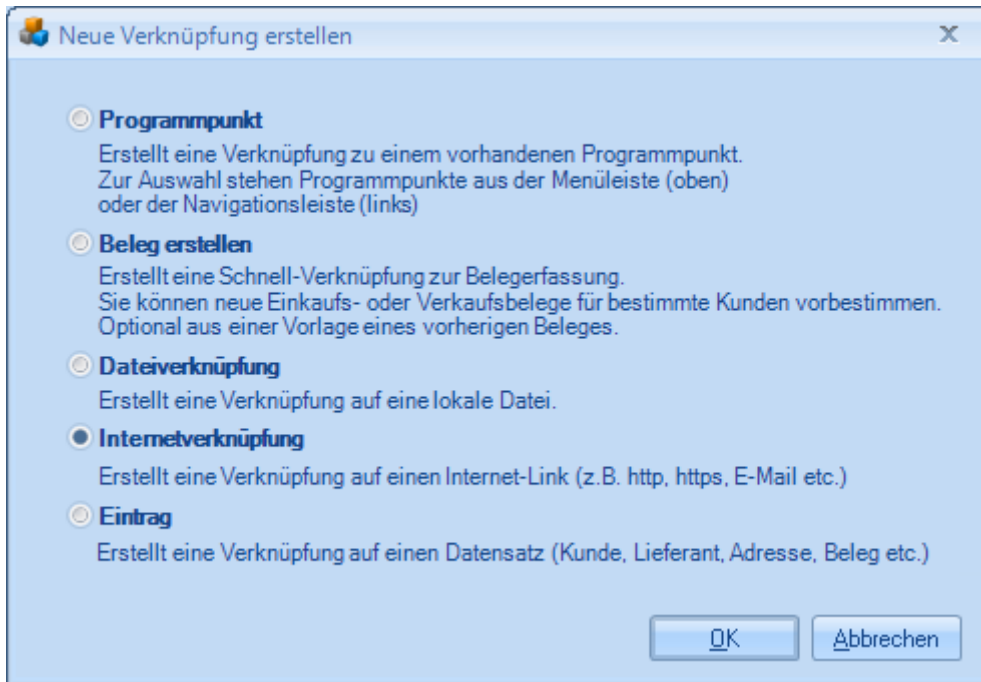 Neue Verknüpfung erstellen
Programmpunkt
Erstellt eine Verknüpfung zu einem vorhandenen Programmpunkt.
Zur Auswahl stehen Programmpunkte aus der Menüleiste (oben)
oder der Navigationsleiste (links)
Beleg erstellen
Erstellt eine Schnell-Verknüpfung zur Belegerfassung.
Sie können neue Einkaufs- oder Verkaufsbelege für bestimmte Kunden vorbestimmen.
Optional aus einer Vorlage eines vorherigen Beleges.
Dateiverknüpfung
Erstellt eine Verknüpfung auf eine lokale Datei.
Internetverknüpfung
Erstellt eine Verknüpfung auf einen Internet-Link (z.B. http, https, E-Mail etc.)
Eintrag
Erstellt eine Verknüpfung auf einen Datensatz (Kunde, Lieferant, Adresse, Beleg etc.)
OK Abbrechen